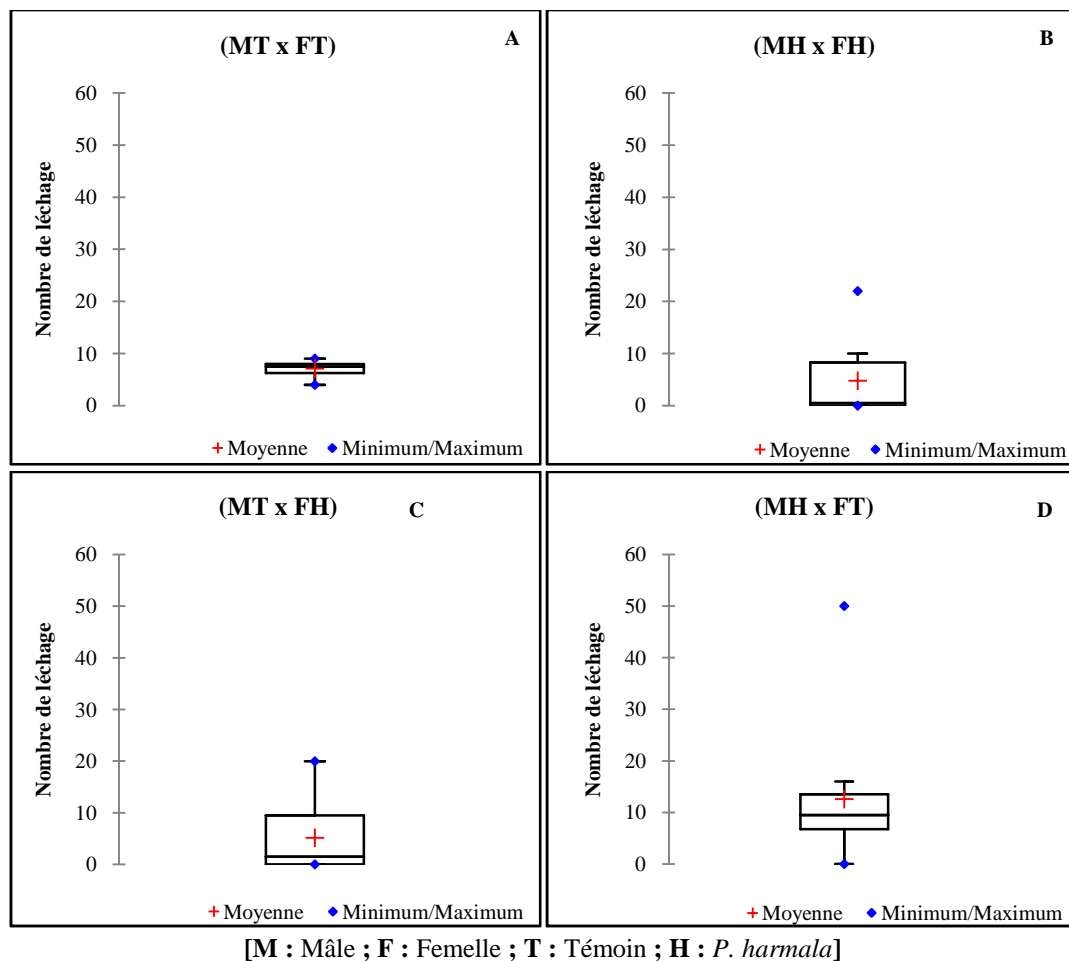 (MT x FT)
A
Nombre de léchage
60
50
40
30
20
10
0
Moyenne
Minimum/Maximum
(MH x FH)
B
Nombre de léchage
60
50
40
30
20
10
0
Moyenne
Minimum/Maximum
(MT x FH)
C
Nombre de léchage
60
50
40
30
20
10
0
Moyenne
Minimum/Maximum
(MH x FT)
D
Nombre de léchage
60
50
40
30
20
10
0
Moyenne
Minimum/Maximum
[M : Mâle ; F : Femelle ; T : Témoin ; H : P. harmala]